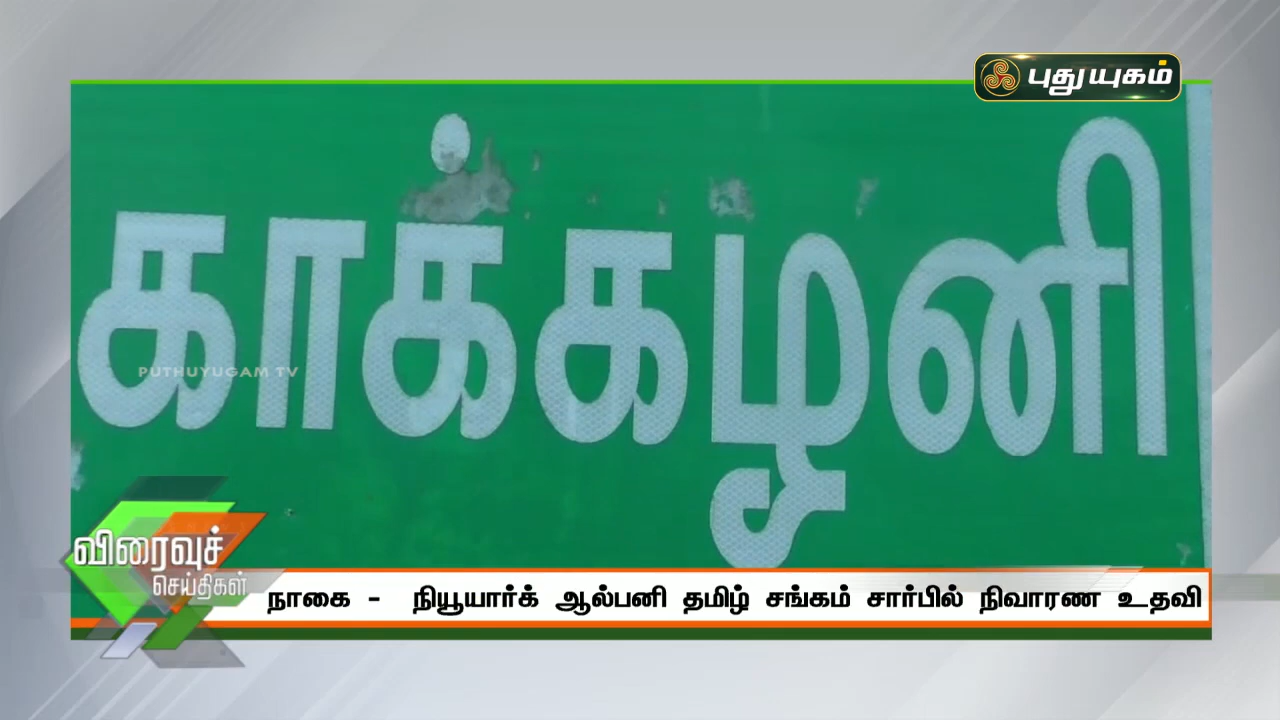 புதுயுகம்
காக்கழனி
PUTHUYUGAM TV
விரைவுச்
செய்திகள்
நாகை - நியூயார்க் ஆல்பனி தமிழ் சங்கம் சார்பில் நிவாரண உதவி